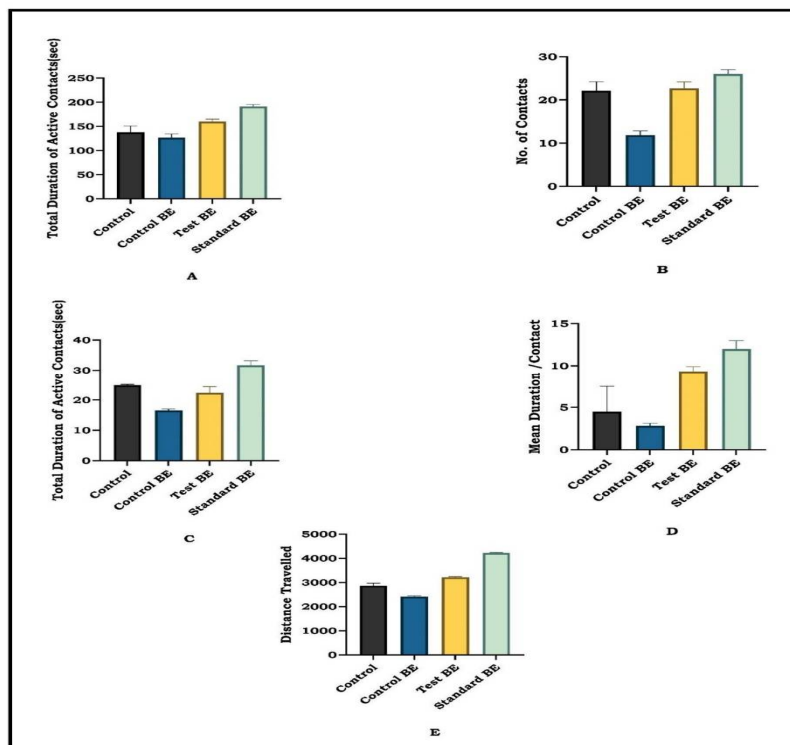 Total Duration of Active Contacts(sec)
250
200
150
100
50
0
Control
Control BE
Test BE
Standard BE
A
No. of Contacts
30
20
10
0
Control
Control BE
Test BE
Standard BE
B
Total Duration of Active Contacts(sec)
40
30
20
10
0
Control
Control BE
Test BE
Standard BE
C
Mean Duration /Contact
15
10
5
0
Control
Control BE
Test BE
Standard BE
D
Distance Travelled
5000
4000
3000
2000
1000
0
Control
Control BE
Test BE
Standard BE
E